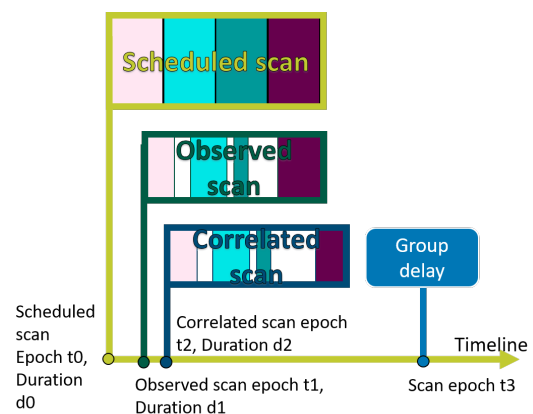 Scheduled scan
Observed
scan
Correlated
scan
Group
delay
Scheduled
scan
Epoch t0,
Duration
d0
Correlated scan epoch
t2, Duration d2
Timeline
Observed scan epoch t1,
Duration d1
Scan epoch t3